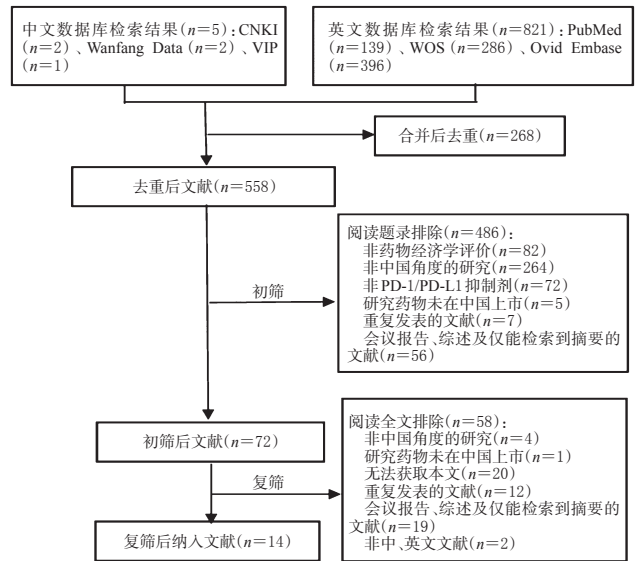 中文数据库检索结果(n=5):CNKI
(n=2)、Wanfang Data(n=2)、VIP
(n=1)
英文数据库检索结果(n=821):PubMed
(n=139)、WOS(n=286)、Ovid Embase
(n=396)
合并后去重(n=268)
去重后文献(n=558)
阅读题录排除(n=486):
非药物经济学评价(n=82)
非中国角度的研究(n=264)
非PD-1/PD-L1抑制剂(n=72)
研究药物未在中国上市(n=5)
重复发表的文献(n=7)
会议报告、综述及仅能检索到摘要的
文献(n=56)
初筛
初筛后文献(n=72)
阅读全文排除(n=58):
非中国角度的研究(n=4)
研究药物未在中国上市(n=1)
无法获取本文(n=20)
重复发表的文献(n=12)
会议报告、综述及仅能检索到摘要的
文献(n=19)
非中、英文文献(n=2)
复筛
复筛后纳入文献(n=14)